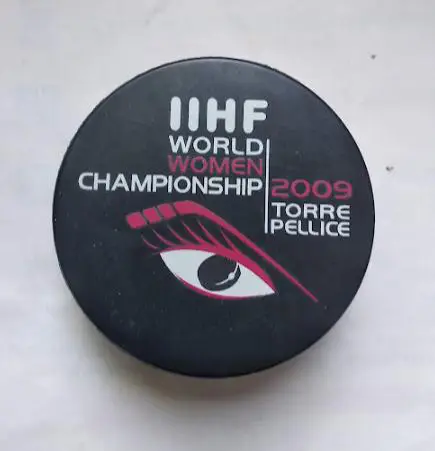 IIHF
WORLD
WOMEN
CHAMPIONSHIP
2009
TORRE
PELLICE